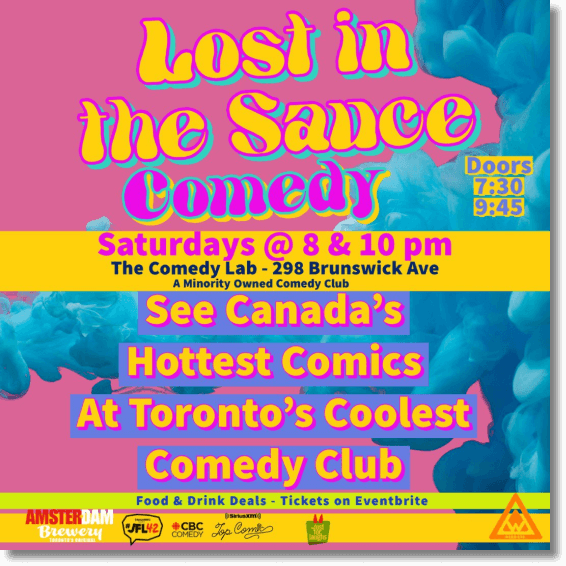 Lost in
the Sauce
Comedy
Doors
7:30
9:45
Saturdays @ 8 & 10 pm
The Comedy Lab - 298 Brunswick Ave
A Minority Owned Comedy Club
See Canada's
Hottest Comics
At Toronto's Coolest
Comedy Club
Food & Drink Deals - Tickets on Eventbrite
AMSTERDAM
Brewery
#JFL42
CBC
COMEDY
SiriusXM
Top Comic